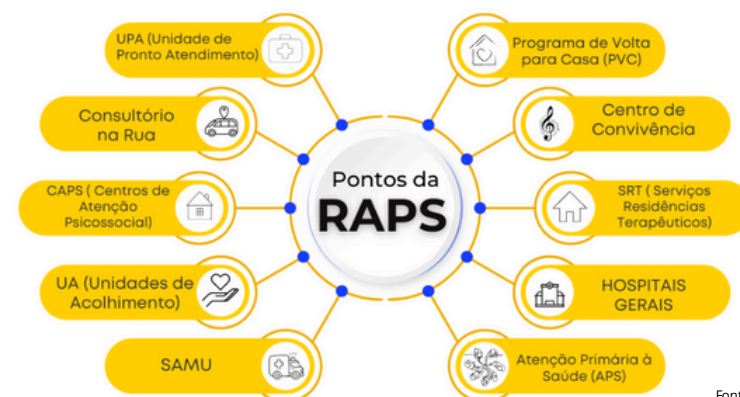 UPA (Unidade de
Pronto Atendimento)
Consultório
na Rua
CAPS ( Centros de
Atenção
Psicossocial)
UA (Unidades de
Acolhimento)
SAMU
Pontos da
RAPS
Programa de Volta
para Casa (PVC)
Centro de
Convivência
SRT ( Serviços
Residências
Terapêuticos)
HOSPITAIS
GERAIS
Atenção Primária à
Saúde (APS)
Font